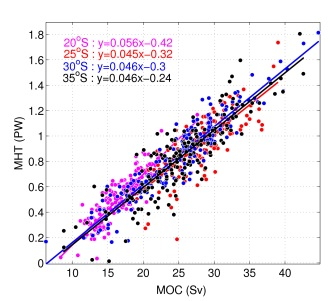 20°S : y=0.056x−0.42
25°S : y=0.045x−0.32
30°S : y=0.046x−0.3
35°S : y=0.046x−0.24
1.8
1.6
1.4
1.2
1
0.8
0.6
0.4
0.2
0
MHT (PW)
10 15 20 25 30 35 40
MOC (Sv)